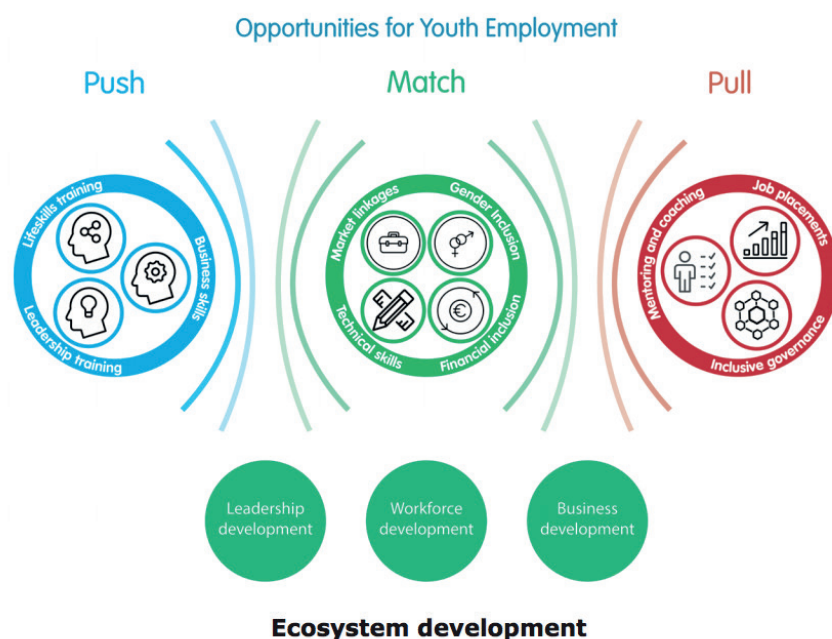 Opportunities for Youth Employment
Push
Match
Pull
Lifeskills training
Business skills
Leadership training
Market linkages
Gender Inclusion
Technical skills
Financial inclusion
€
Mentoring and coaching
Job placements
Inclusive governance
Leadership
development
Workforce
development
Business
development
Ecosystem development